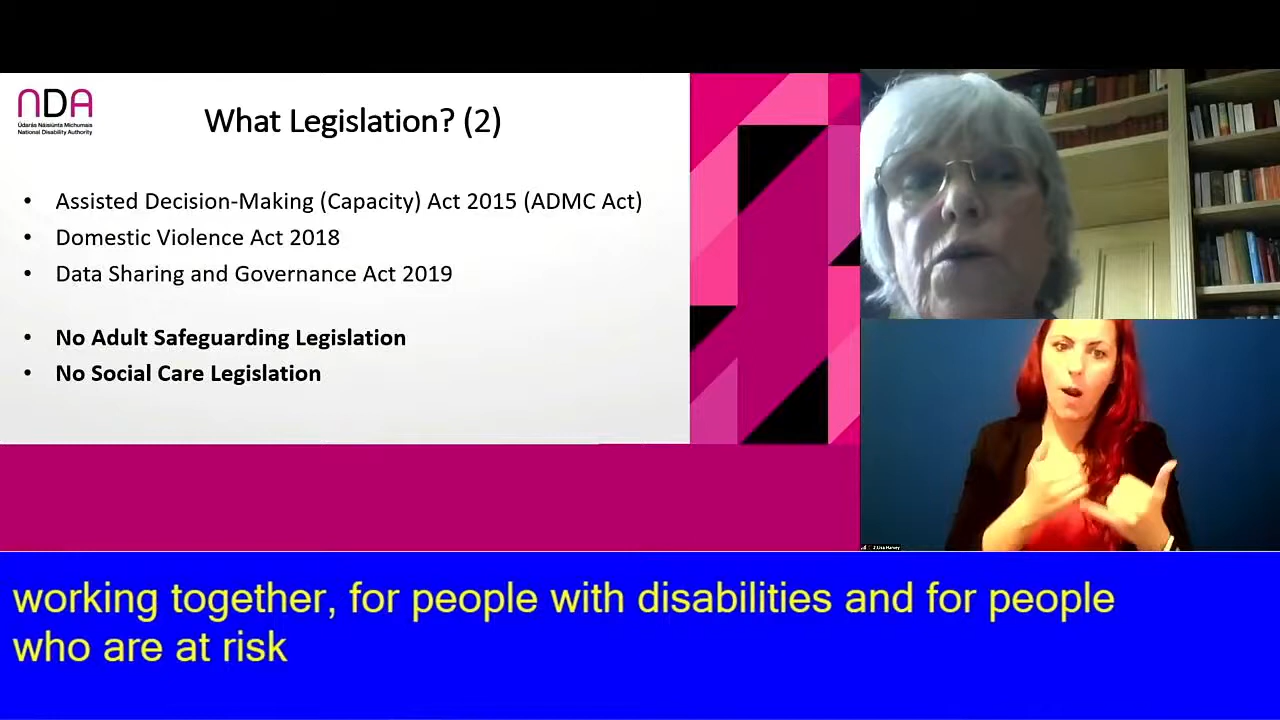 NDA
Údarás Náisiúnta Míchumais
National Disability Authority
What Legislation? (2)
• Assisted Decision-Making (Capacity) Act 2015 (ADMC Act)
• Domestic Violence Act 2018
• Data Sharing and Governance Act 2019
• No Adult Safeguarding Legislation
• No Social Care Legislation
Lisa Harvey
working together, for people with disabilities and for people
who are at risk